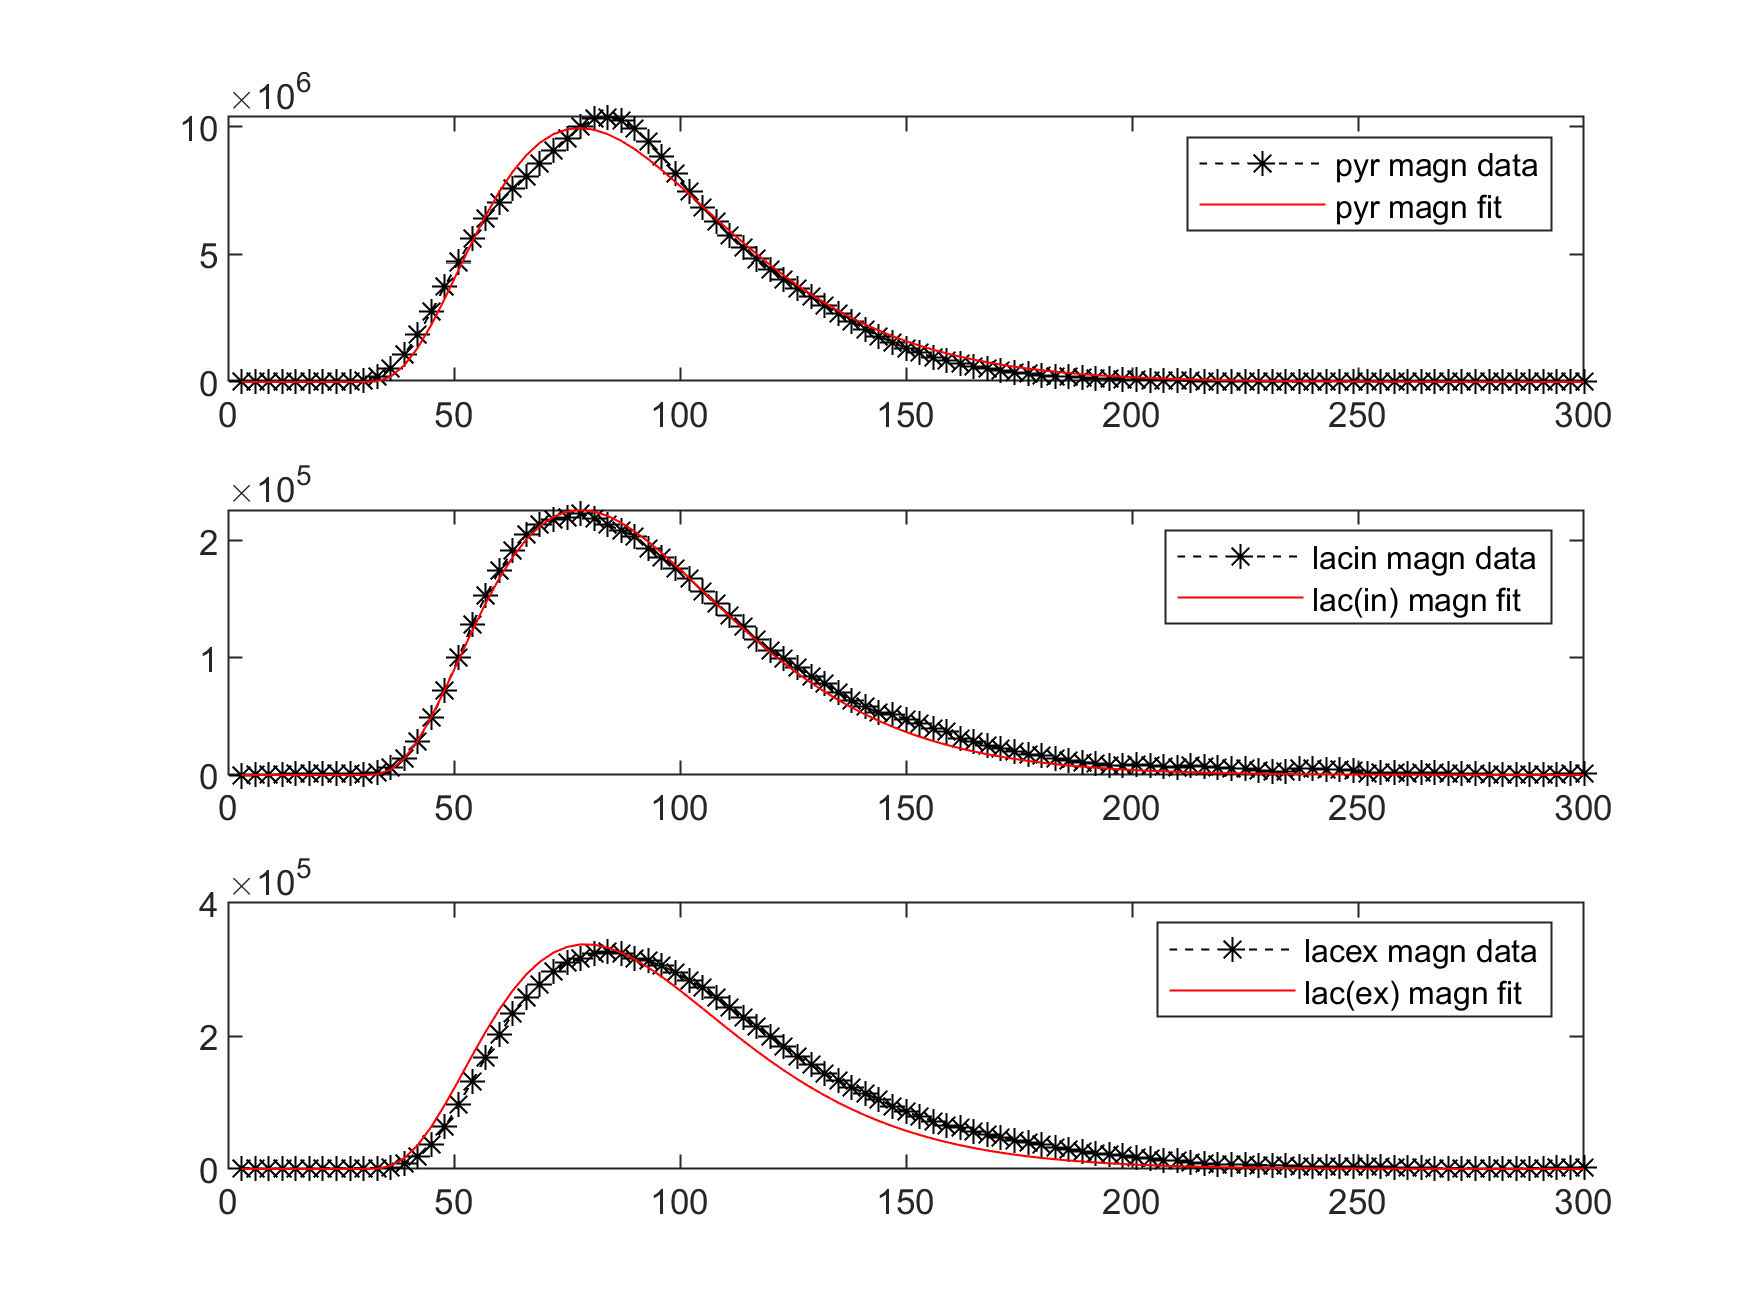 ×10^6
10
5
0
0 50 100 150 200 250 300
pyr magn data
pyr magn fit
×10^5
2
1
0
0 50 100 150 200 250 300
lacin magn data
lac(in) magn fit
×10^5
4
2
0
0 50 100 150 200 250 300
lacex magn data
lac(ex) magn fit